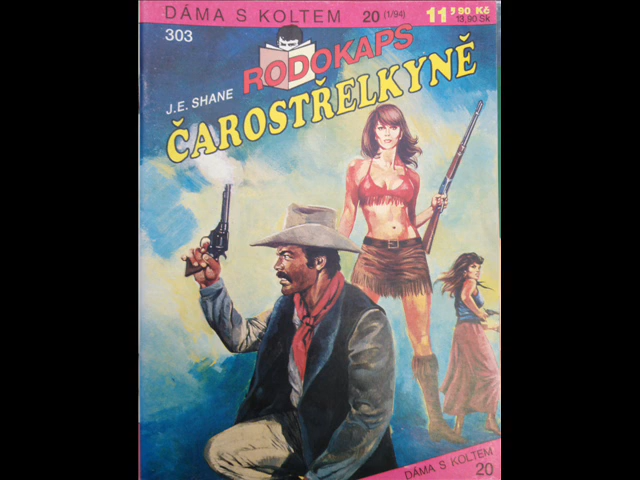 DÁMA S KOLTEM 20 (1/94) 11,90 Kč
13,90 Sk
303
RODOKAPS
J.E. SHANE
ČAROSTŘELKYNĚ
DÁMA S KOLTEM
20